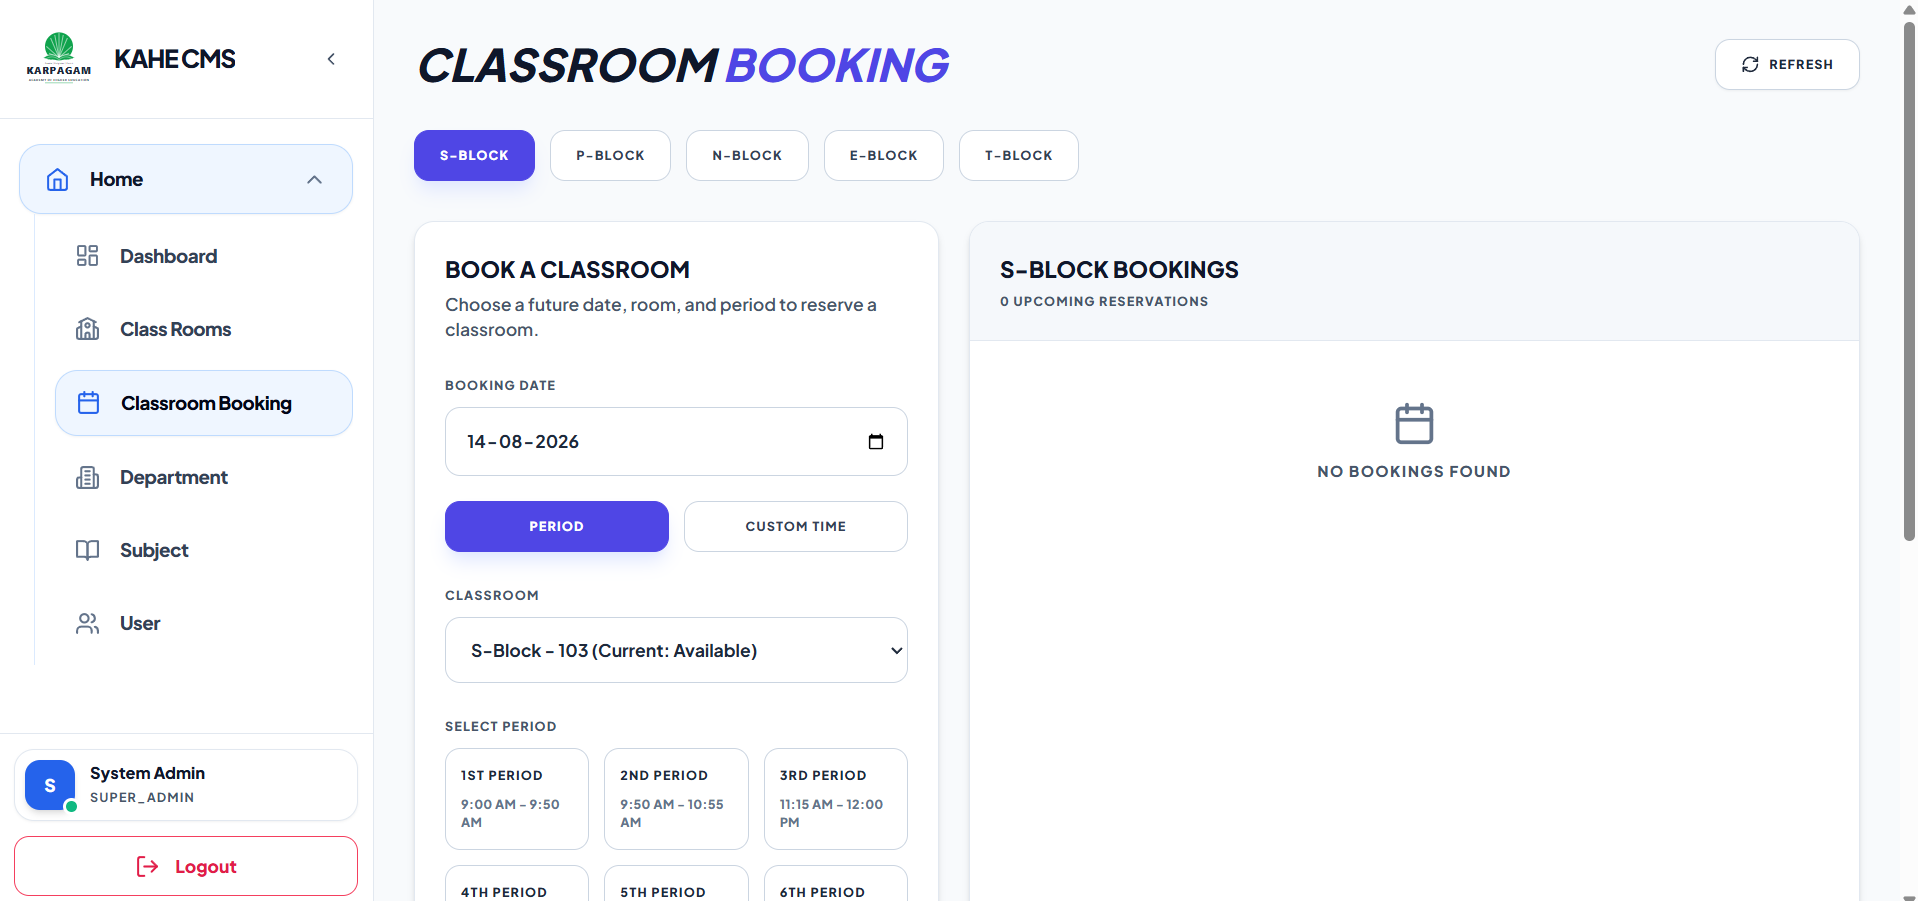 KARPAGAM
KAHE CMS
Home
Dashboard
Class Rooms
Classroom Booking
Department
Subject
User
S
System Admin
SUPER_ADMIN
Logout
CLASSROOM BOOKING
REFRESH
S-BLOCK
P-BLOCK
N-BLOCK
E-BLOCK
T-BLOCK
BOOK A CLASSROOM
Choose a future date, room, and period to reserve a
classroom.
BOOKING DATE
14-08-2026
PERIOD
CUSTOM TIME
CLASSROOM
S-Block - 103 (Current: Available)
SELECT PERIOD
1ST PERIOD
9:00 AM - 9:50
AM
2ND PERIOD
9:50 AM - 10:55
AM
3RD PERIOD
11:15 AM - 12:00
PM
4TH PERIOD
5TH PERIOD
6TH PERIOD
S-BLOCK BOOKINGS
0 UPCOMING RESERVATIONS
NO BOOKINGS FOUND